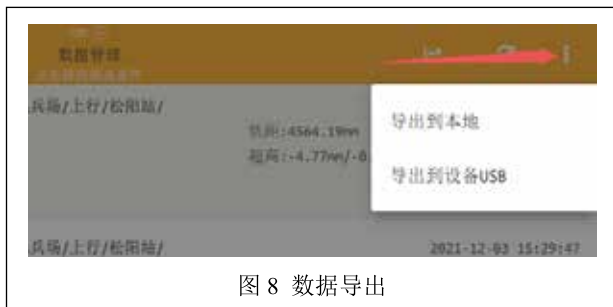 数据管理
兵场/上行/松阳站/
轨距:4564.19mm
超高:-4.77mm/-0
导出到本地
导出到设备USB
兵场/上行/松阳站/
2021-12-03 15:29:47
图 8 数据导出